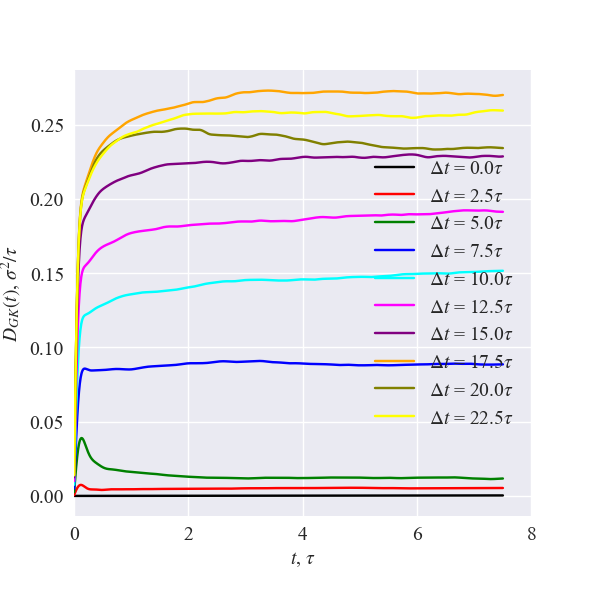 D_{GK}(t), σ²/τ
0.25
0.20
0.15
0.10
0.05
0.00
Δt = 0.0τ
Δt = 2.5τ
Δt = 5.0τ
Δt = 7.5τ
Δt = 10.0τ
Δt = 12.5τ
Δt = 15.0τ
Δt = 17.5τ
Δt = 20.0τ
Δt = 22.5τ
0 2 4 6 8
t, τ